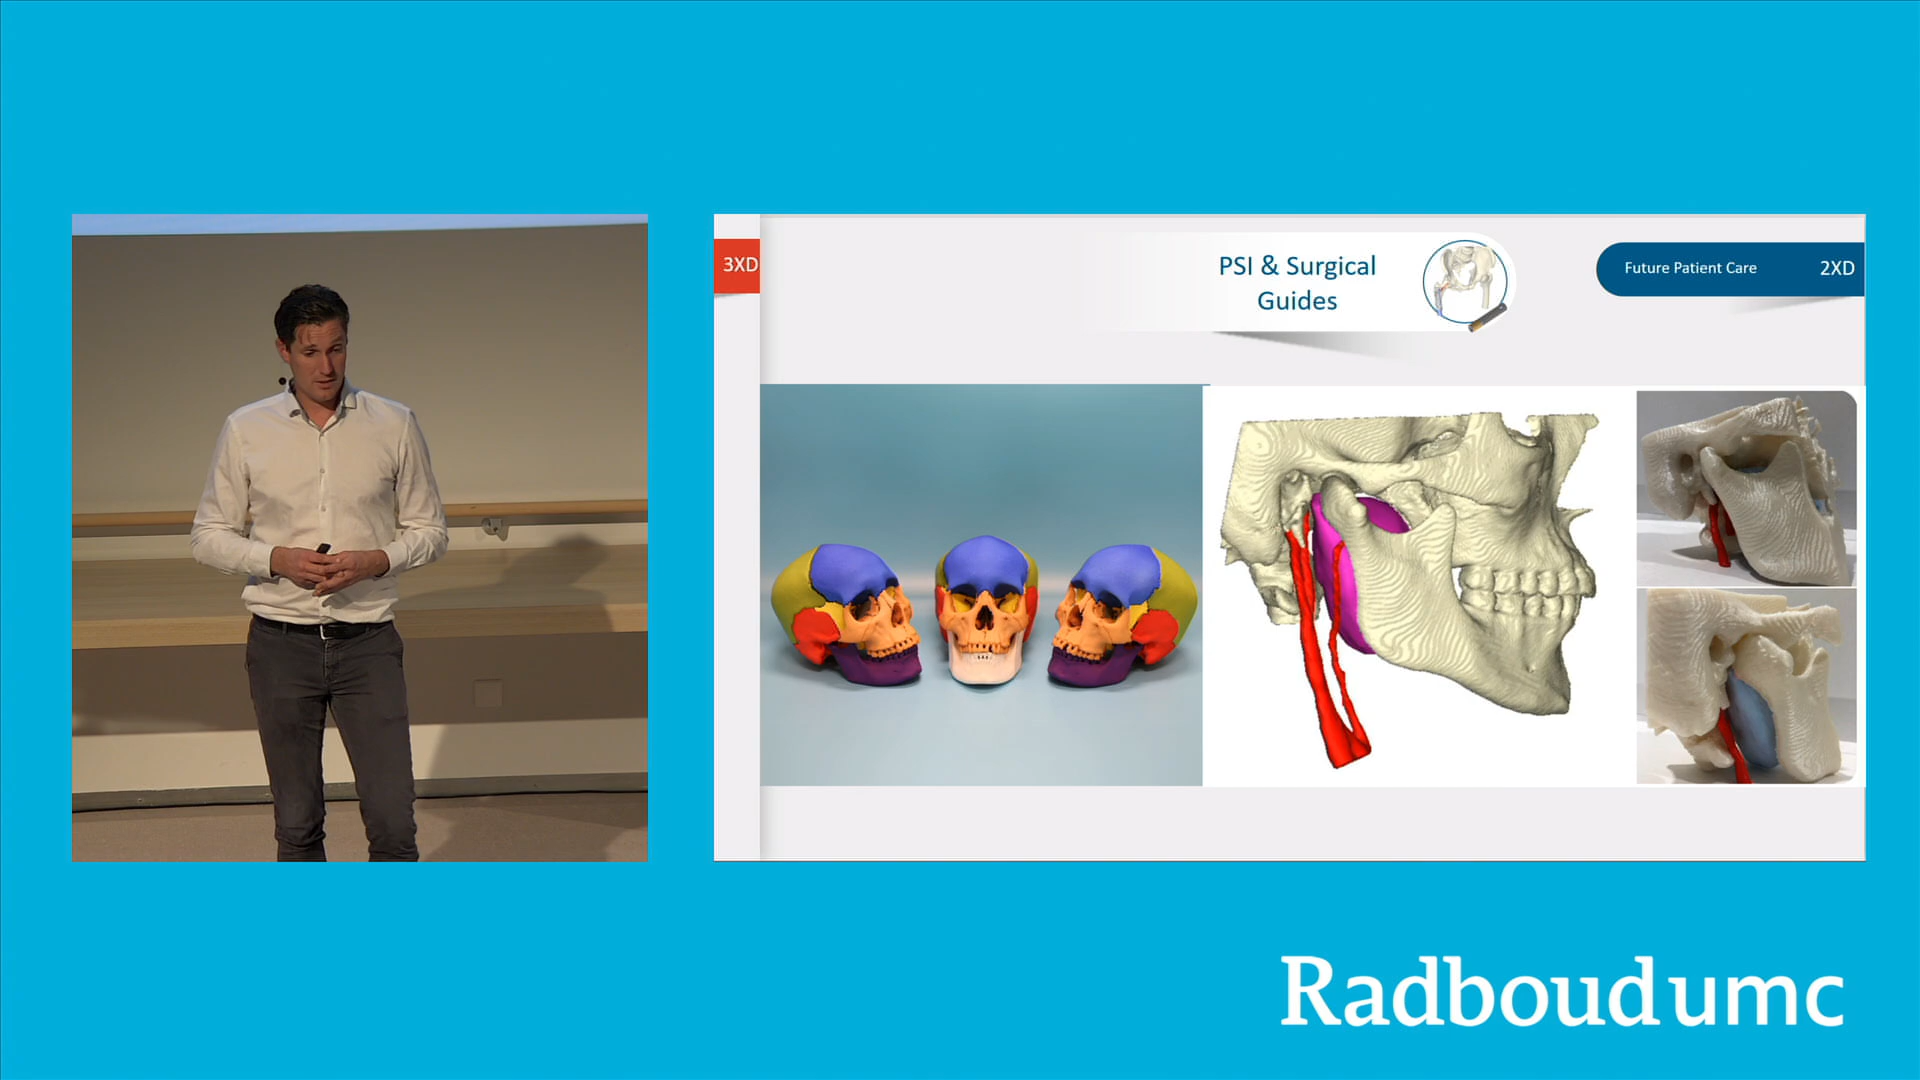 3XD
PSI & Surgical
Guides
Future Patient Care
2XD
Radboudumc